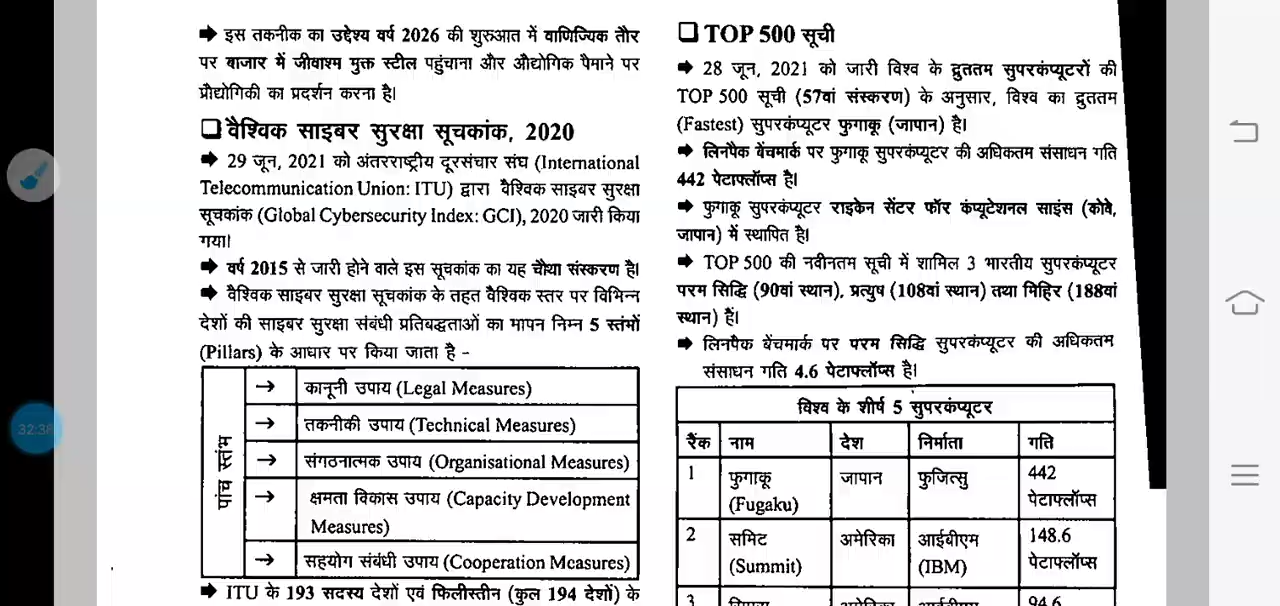 ➡ इस तकनीक का उद्देश्य वर्ष 2026 की शुरुआत में वाणिज्यिक तौर
पर बाजार में जीवाश्म मुक्त स्टील पहुंचाना और औद्योगिक पैमाने पर
प्रौद्योगिकी का प्रदर्शन करना है।
❑ वैश्विक साइबर सुरक्षा सूचकांक, 2020
➡ 29 जून, 2021 को अंतरराष्ट्रीय दूरसंचार संघ (International
Telecommunication Union: ITU) द्वारा वैश्विक साइबर सुरक्षा
सूचकांक (Global Cybersecurity Index: GCI), 2020 जारी किया
गया।
➡ वर्ष 2015 से जारी होने वाले इस सूचकांक का यह चौथा संस्करण है।
➡ वैश्विक साइबर सुरक्षा सूचकांक के तहत वैश्विक स्तर पर विभिन्न
देशों की साइबर सुरक्षा संबंधी प्रतिबद्धताओं का मापन निम्न 5 स्तंभों
(Pillars) के आधार पर किया जाता है -
पांच स्तंभ
→ कानूनी उपाय (Legal Measures)
→ तकनीकी उपाय (Technical Measures)
→ संगठनात्मक उपाय (Organisational Measures)
→ क्षमता विकास उपाय (Capacity Development
Measures)
→ सहयोग संबंधी उपाय (Cooperation Measures)
➡ ITU के 193 सदस्य देशों एवं फिलीस्तीन (कुल 194 देशों) के
❑ TOP 500 सूची
➡ 28 जून, 2021 को जारी विश्व के द्रुततम सुपरकंप्यूटरों की
TOP 500 सूची (57वां संस्करण) के अनुसार, विश्व का द्रुततम
(Fastest) सुपरकंप्यूटर फुगाकू (जापान) है।
➡ लिनपैक बेंचमार्क पर फुगाकू सुपरकंप्यूटर की अधिकतम संसाधन गति
442 पेटाफ्लॉप्स है।
➡ फुगाकू सुपरकंप्यूटर राइकेन सेंटर फॉर कंप्यूटेशनल साइंस (कोवे,
जापान) में स्थापित है।
➡ TOP 500 की नवीनतम सूची में शामिल 3 भारतीय सुपरकंप्यूटर
परम सिद्धि (90वां स्थान), प्रत्युष (108वां स्थान) तथा मिहिर (188वां
स्थान) हैं।
➡ लिनपैक बेंचमार्क पर परम सिद्धि सुपरकंप्यूटर की अधिकतम
संसाधन गति 4.6 पेटाफ्लॉप्स है।
विश्व के शीर्ष 5 सुपरकंप्यूटर
रैंक नाम देश निर्माता गति
1 फुगाकू जापान फुजित्सु 442
(Fugaku) पेटाफ्लॉप्स
2 समिट अमेरिका आईबीएम 148.6
(Summit) (IBM) पेटाफ्लॉप्स
3 अमेरिका आईबीएम 94.6
32:38